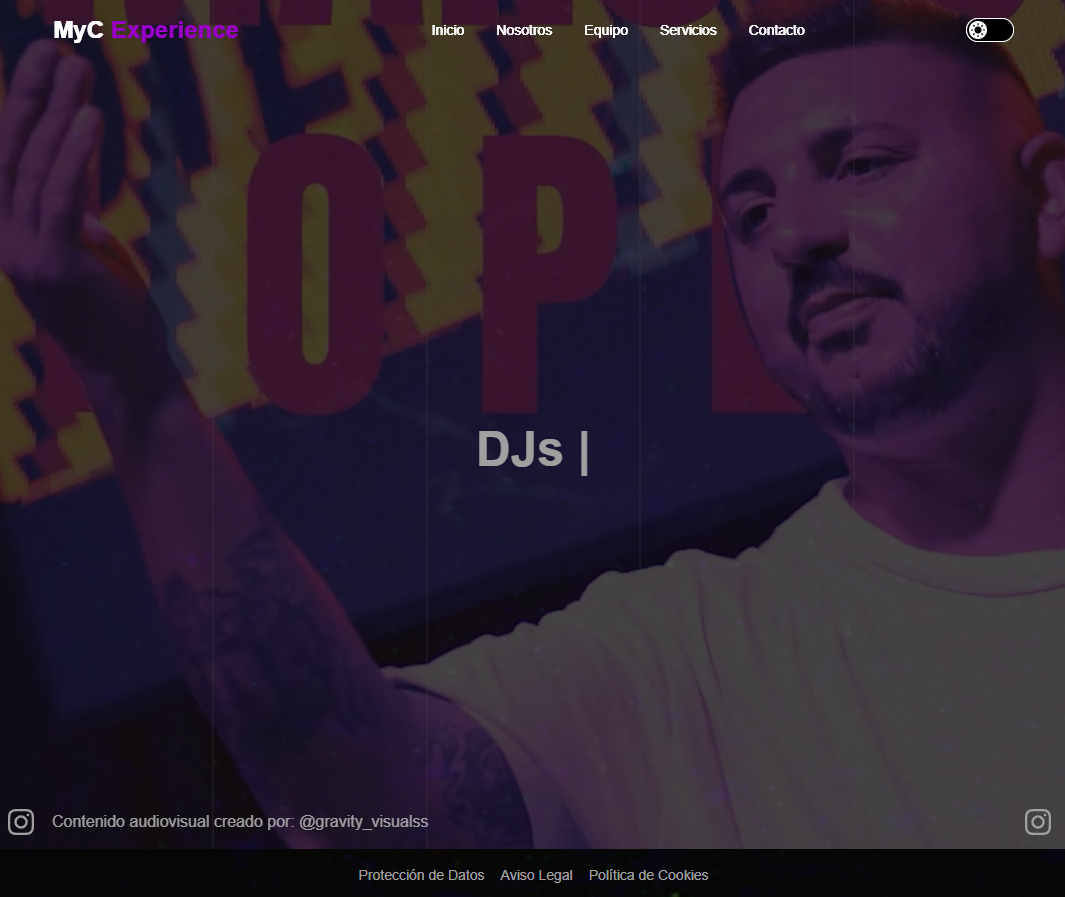 MyC Experience
Inicio Nosotros Equipo Servicios Contacto
OP
DJs |
Contenido audiovisual creado por: @gravity_visualss
Protección de Datos Aviso Legal Política de Cookies